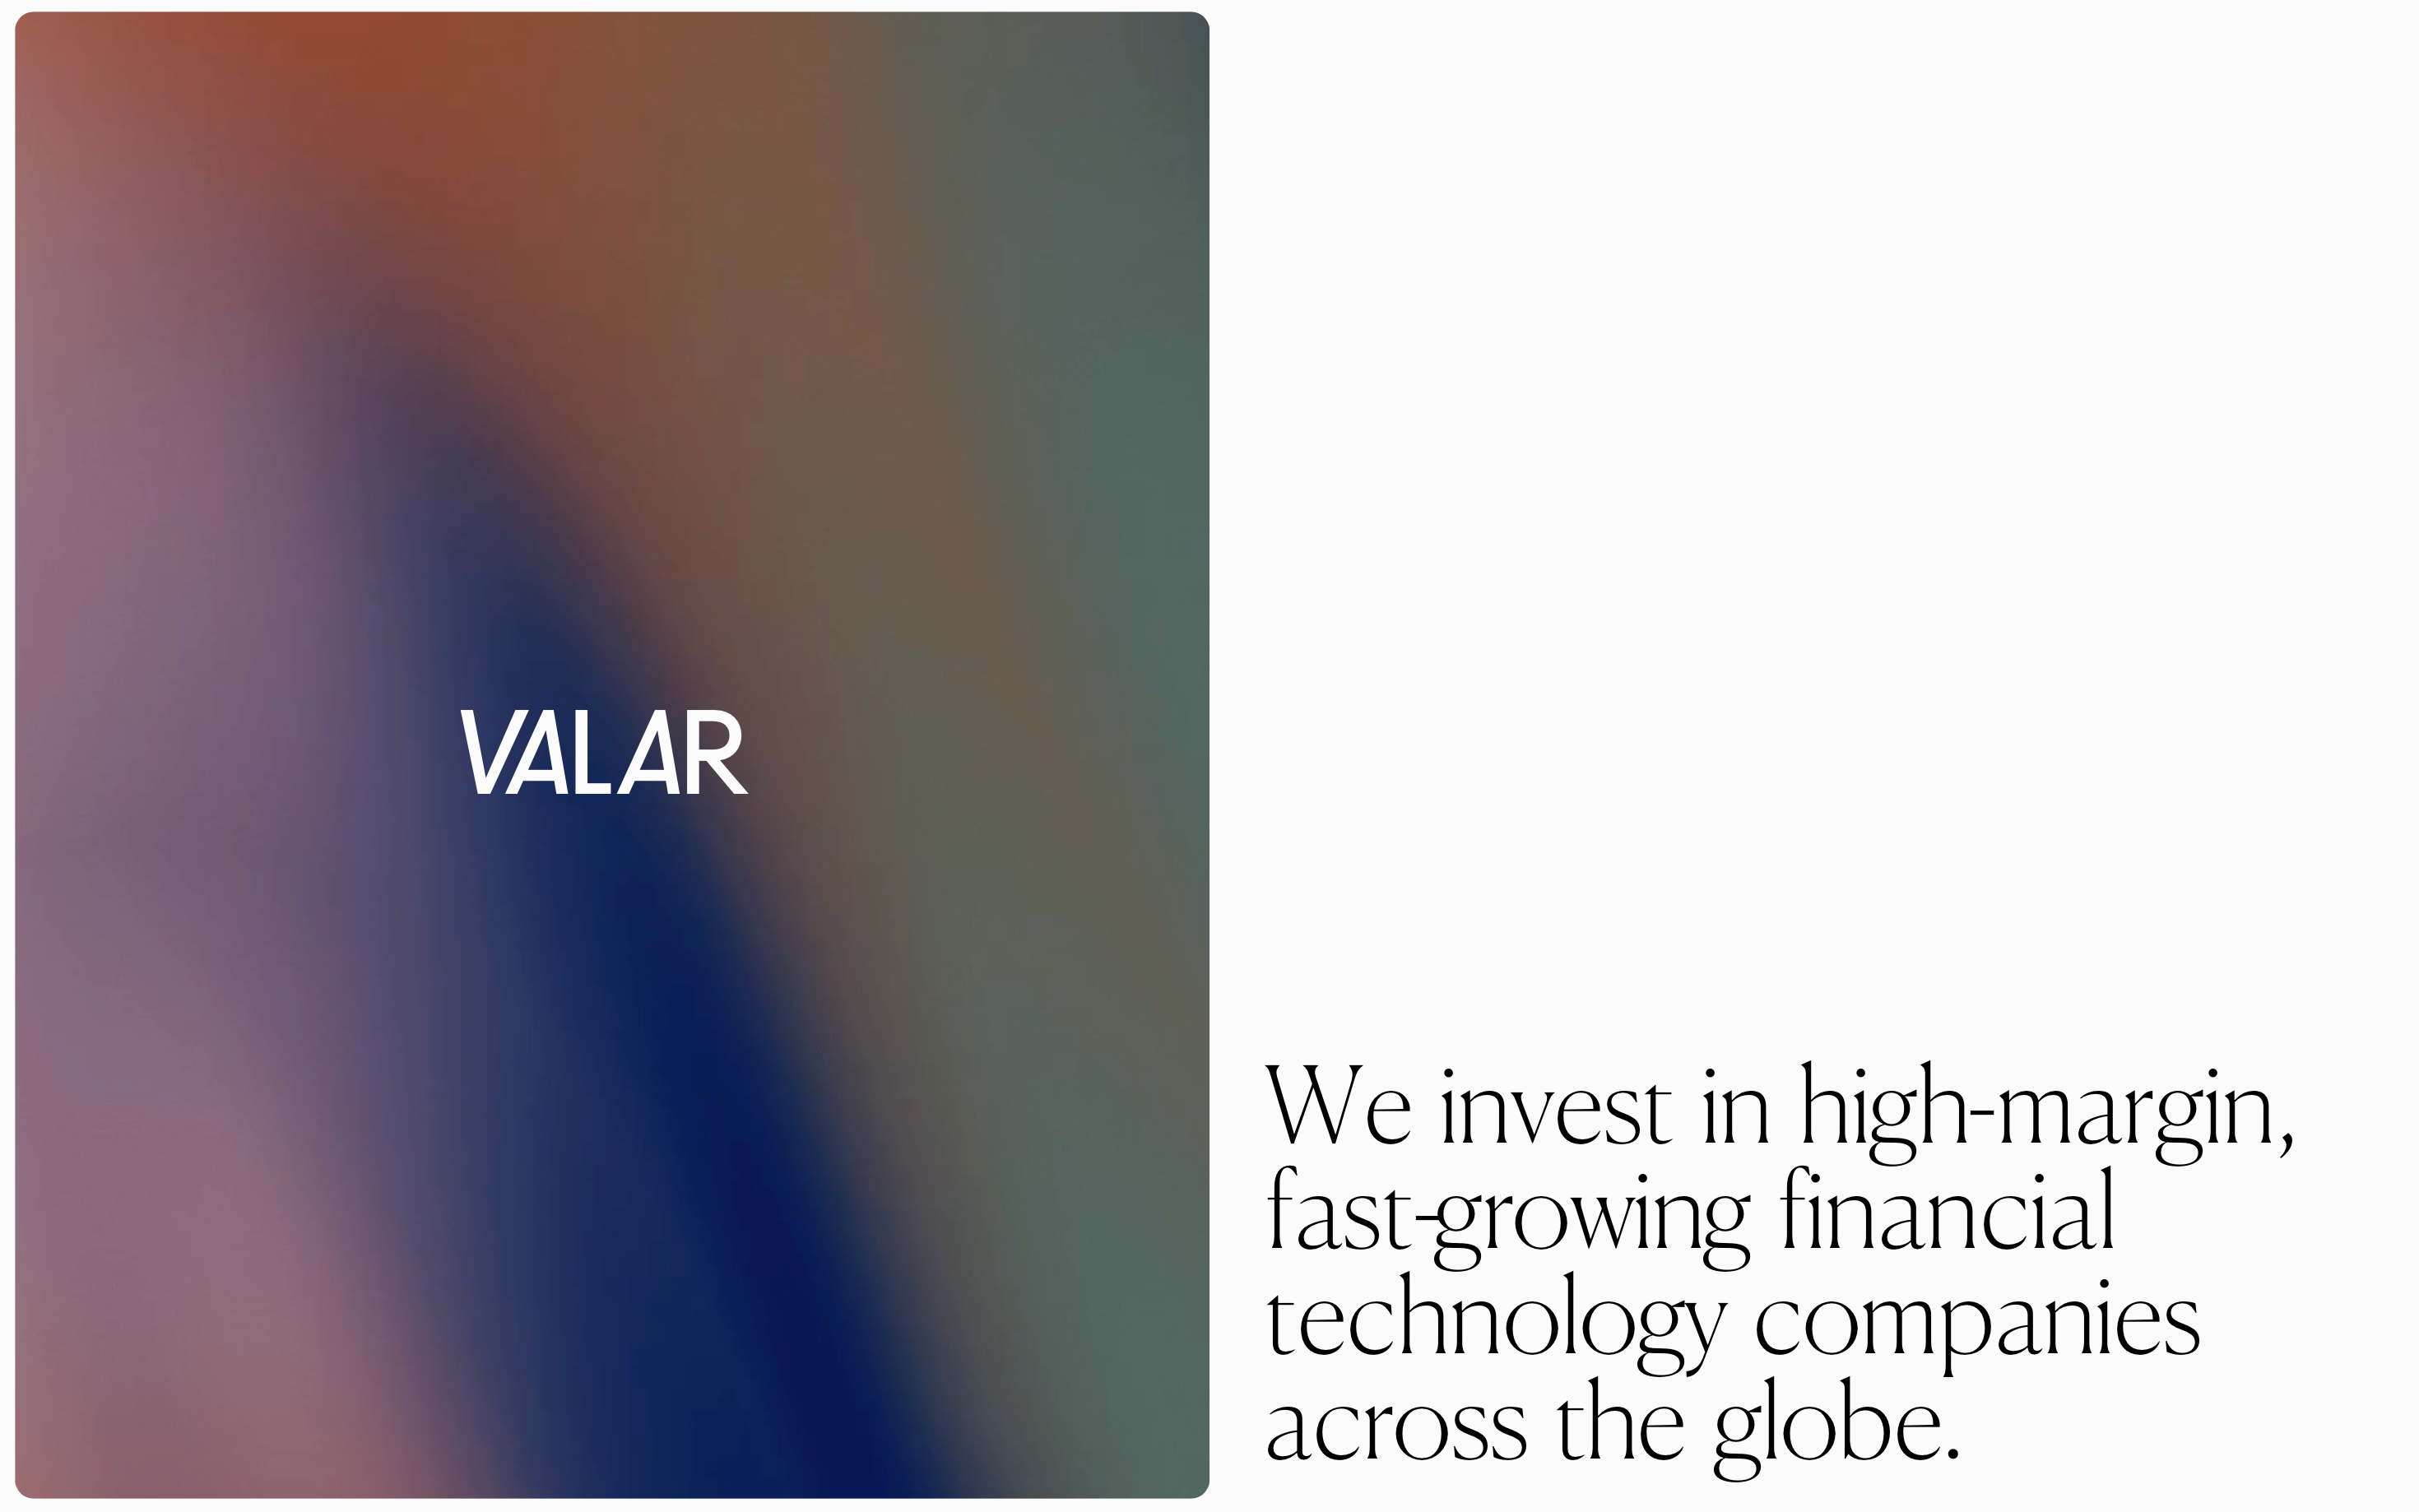 VALAR
We invest in high-margin,
fast-growing financial
technology companies
across the globe.